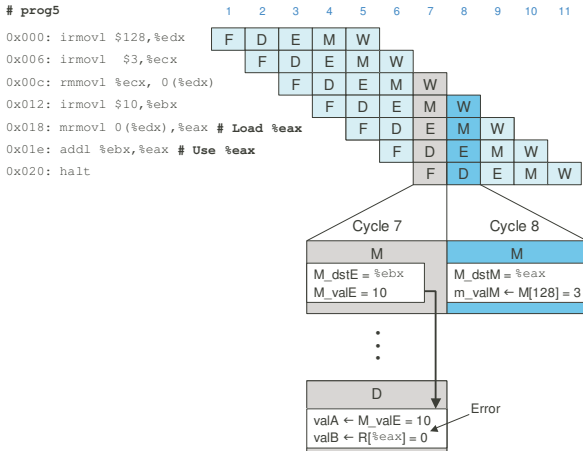 # prog5 1 2 3 4 5 6 7 8 9 10 11
0x000: irmovl $128,%edx F D E M W
0x006: irmovl $3,%ecx F D E M W
0x00c: rmmovl %ecx, 0(%edx) F D E M W
0x012: irmovl $10,%ebx F D E M W
0x018: mrmovl 0(%edx),%eax # Load %eax F D E M W
0x01e: addl %ebx,%eax # Use %eax F D E M W
0x020: halt F D E M W
Cycle 7 Cycle 8
M M
M_dstE = %ebx M_dstM = %eax
M_valE = 10 m_valM ← M[128] = 3
D
valA ← M_valE = 10 Error
valB ← R[%eax] = 0